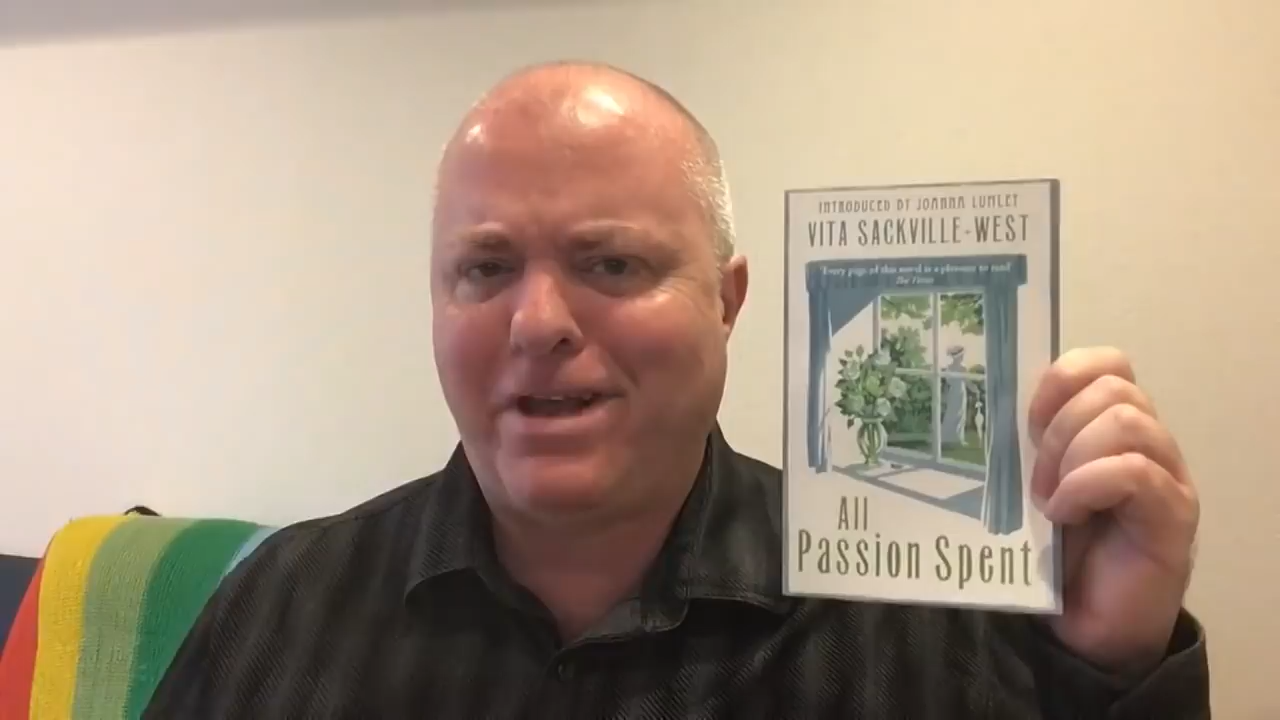 INTRODUCED BY JOANNA LUMLEY
VITA SACKVILLE-WEST
'Every page of this novel is a pleasure to read'
The Times
All
Passion Spent